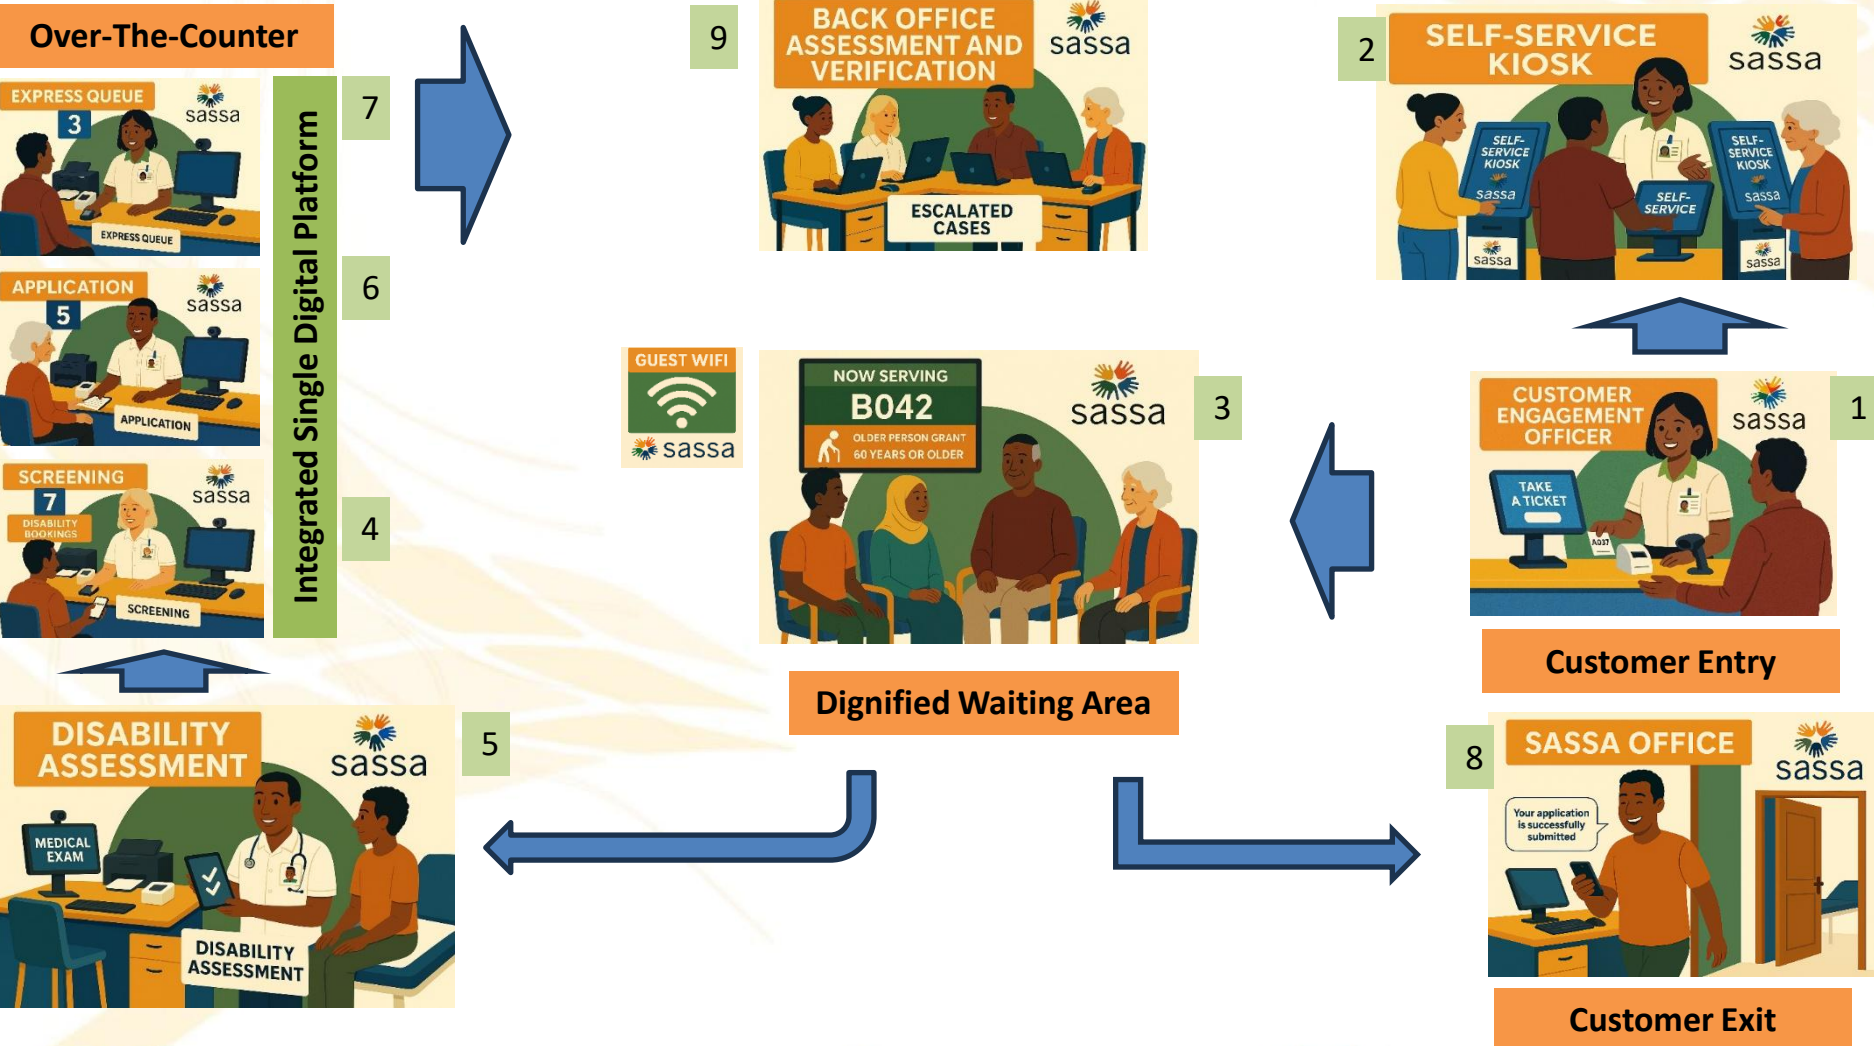 Over-The-Counter
EXPRESS QUEUE
3
sassa
EXPRESS QUEUE
APPLICATION
5
sassa
APPLICATION
SCREENING
7
DISABILITY
BOOKINGS
sassa
SCREENING
Integrated Single Digital Platform
7
6
4
9
BACK OFFICE
ASSESSMENT AND
VERIFICATION
sassa
ESCALATED
CASES
2
SELF-SERVICE
KIOSK
sassa
SELF-
SERVICE
KIOSK
sassa
SELF-
SERVICE
SELF-
SERVICE
KIOSK
sassa
sassa
sassa
GUEST WIFI
sassa
NOW SERVING
B042
OLDER PERSON GRANT
60 YEARS OR OLDER
sassa
3
Dignified Waiting Area
CUSTOMER
ENGAGEMENT
OFFICER
sassa
1
TAKE
A TICKET
A037
Customer Entry
DISABILITY
ASSESSMENT
sassa
5
MEDICAL
EXAM
DISABILITY
ASSESSMENT
8
SASSA OFFICE
sassa
Your application
is successfully
submitted
Customer Exit